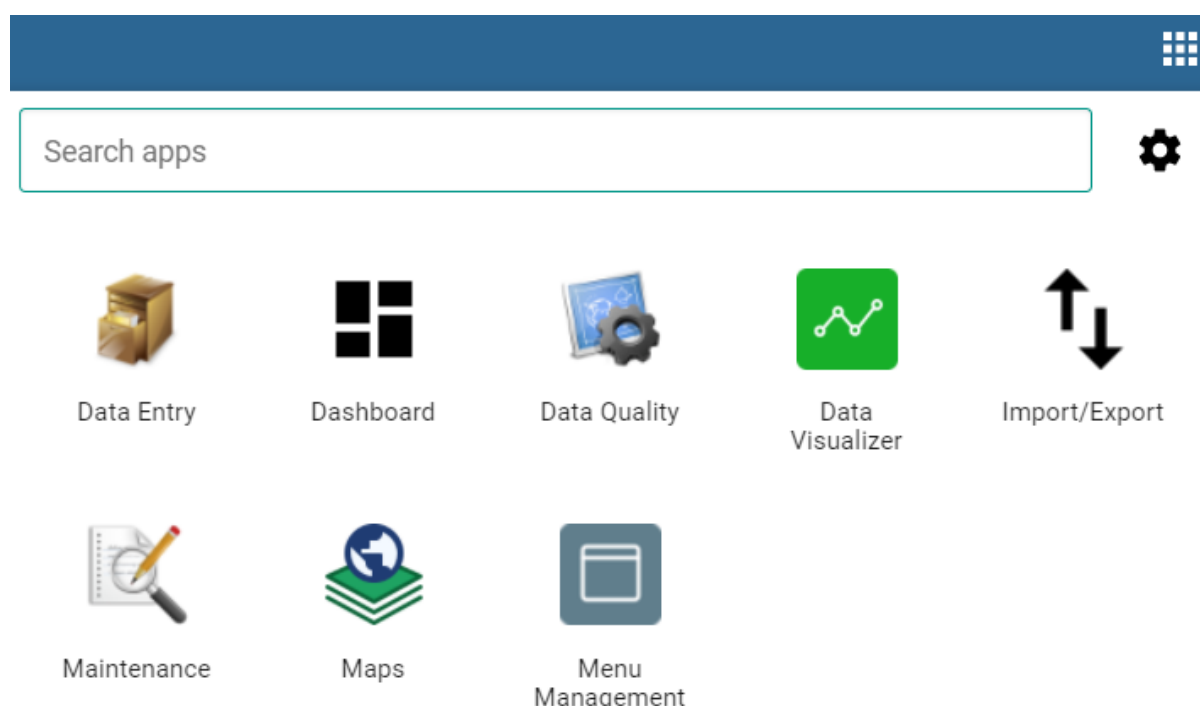 Search apps
Data Entry
Dashboard
Data Quality
Data
Visualizer
Import/Export
Maintenance
Maps
Menu
Management